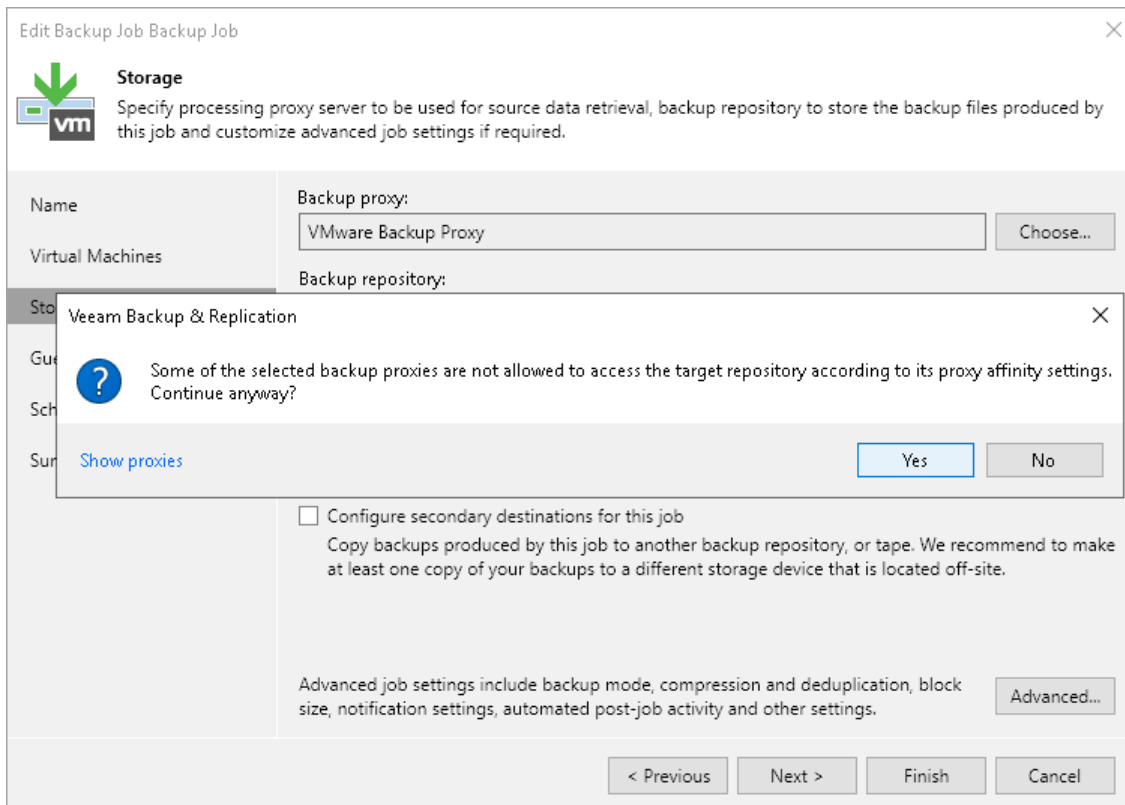 Edit Backup Job Backup Job
Storage
Specify processing proxy server to be used for source data retrieval, backup repository to store the backup files produced by
this job and customize advanced job settings if required.
vm
Name
Virtual Machines
Sto
Gue
Sch
Sur
Backup proxy:
VMware Backup Proxy
Choose...
Backup repository:
Veeam Backup & Replication
Some of the selected backup proxies are not allowed to access the target repository according to its proxy affinity settings.
Continue anyway?
Show proxies
Yes
No
Configure secondary destinations for this job
Copy backups produced by this job to another backup repository, or tape. We recommend to make
at least one copy of your backups to a different storage device that is located off-site.
Advanced job settings include backup mode, compression and deduplication, block
size, notification settings, automated post-job activity and other settings.
Advanced...
< Previous
Next >
Finish
Cancel